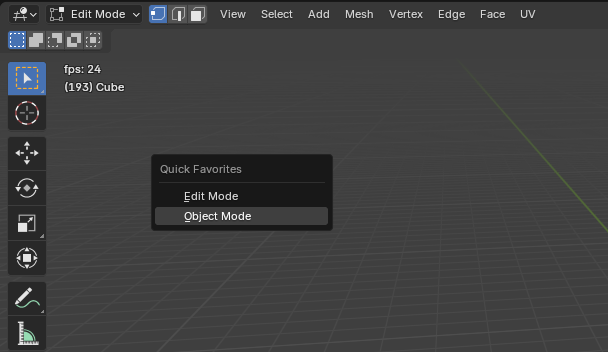 Edit Mode
View Select Add Mesh Vertex Edge Face UV
fps: 24
(193) Cube
Quick Favorites
Edit Mode
Object Mode